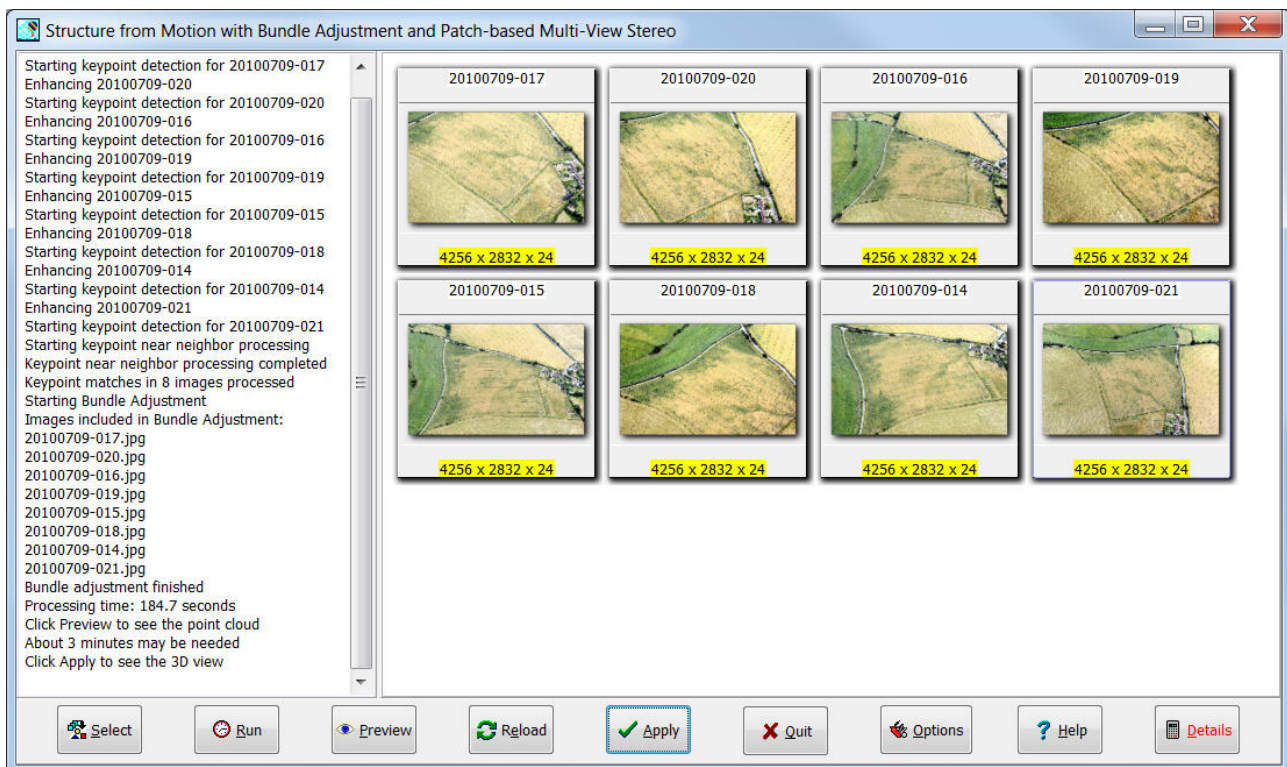 Structure from Motion with Bundle Adjustment and Patch-based Multi-View Stereo
Starting keypoint detection for 20100709-017
Enhancing 20100709-020
Starting keypoint detection for 20100709-020
Enhancing 20100709-016
Starting keypoint detection for 20100709-016
Enhancing 20100709-019
Starting keypoint detection for 20100709-019
Enhancing 20100709-015
Starting keypoint detection for 20100709-015
Enhancing 20100709-018
Starting keypoint detection for 20100709-018
Enhancing 20100709-014
Starting keypoint detection for 20100709-014
Enhancing 20100709-021
Starting keypoint detection for 20100709-021
Starting keypoint near neighbor processing
Keypoint near neighbor processing completed
Keypoint matches in 8 images processed
Starting Bundle Adjustment
Images included in Bundle Adjustment:
20100709-017.jpg
20100709-020.jpg
20100709-016.jpg
20100709-019.jpg
20100709-015.jpg
20100709-018.jpg
20100709-014.jpg
20100709-021.jpg
Bundle adjustment finished
Processing time: 184.7 seconds
Click Preview to see the point cloud
About 3 minutes may be needed
Click Apply to see the 3D view
20100709-017 20100709-020 20100709-016 20100709-019
4256 x 2832 x 24 4256 x 2832 x 24 4256 x 2832 x 24 4256 x 2832 x 24
20100709-015 20100709-018 20100709-014 20100709-021
4256 x 2832 x 24 4256 x 2832 x 24 4256 x 2832 x 24 4256 x 2832 x 24
Select Run Preview Reload Apply Quit Options Help Details